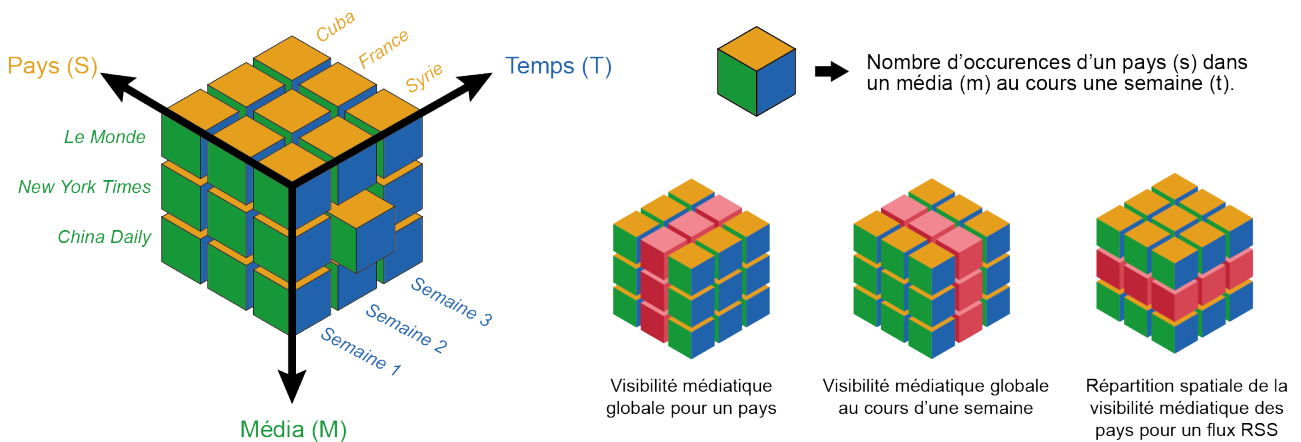 Pays (S)
Cuba
France
Syrie
Temps (T)
Le Monde
New York Times
China Daily
Semaine 3
Semaine 2
Semaine 1
Média (M)
Nombre d’occurences d’un pays (s) dans
un média (m) au cours une semaine (t).
Visibilité médiatique
globale pour un pays
Visibilité médiatique globale
au cours d’une semaine
Répartition spatiale de la
visibilité médiatique des
pays pour un flux RSS